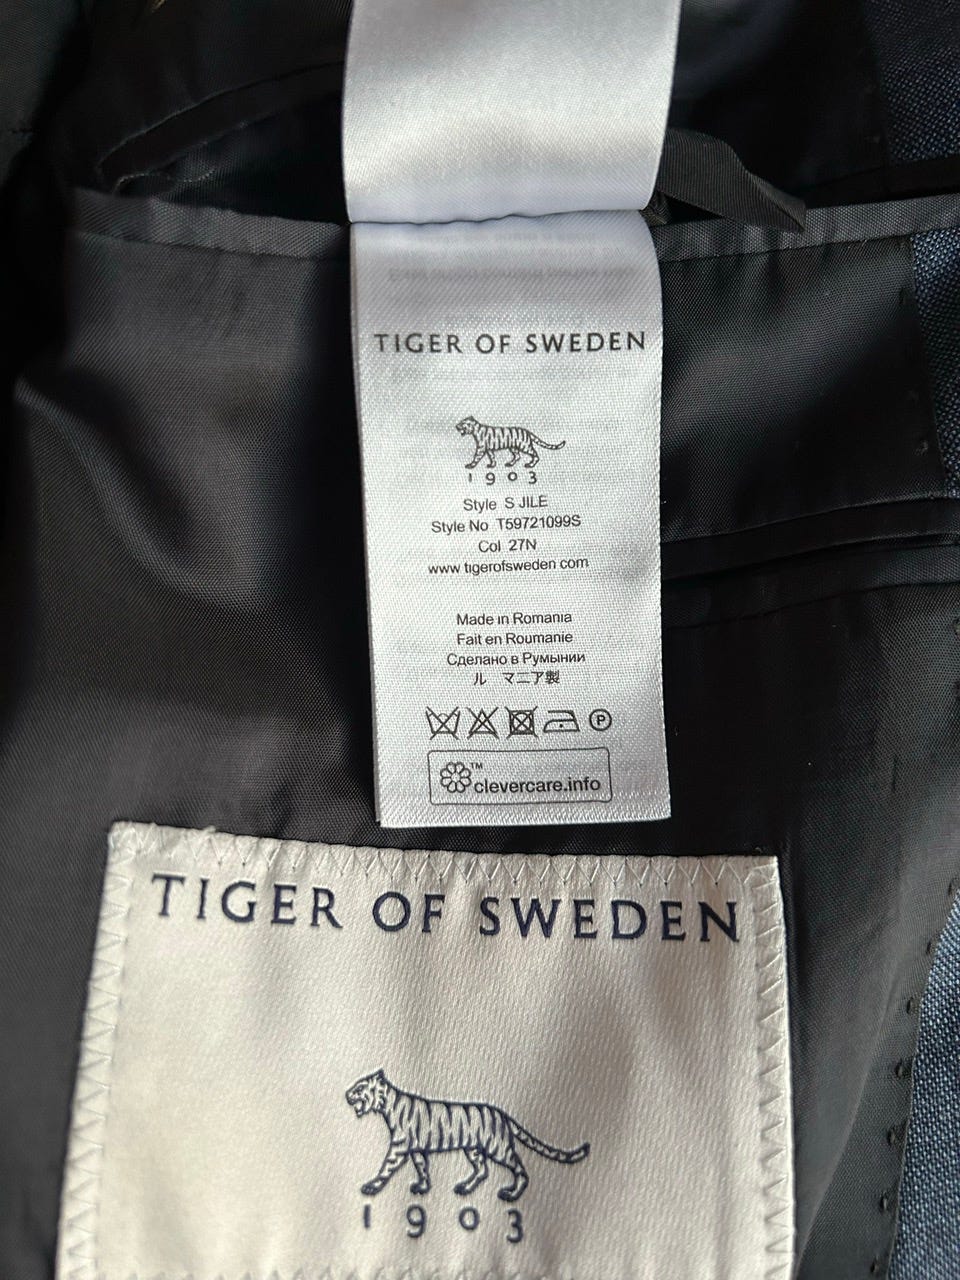 TIGER OF SWEDEN
1903
Style S JILE
Style No T59721099S
Col 27N
www tigerofsweden com
Made in Romania
Fait en Roumanie
Сделано в Румынии
ル マニア製
P
™
clevercare.info
TIGER OF SWEDEN
1903